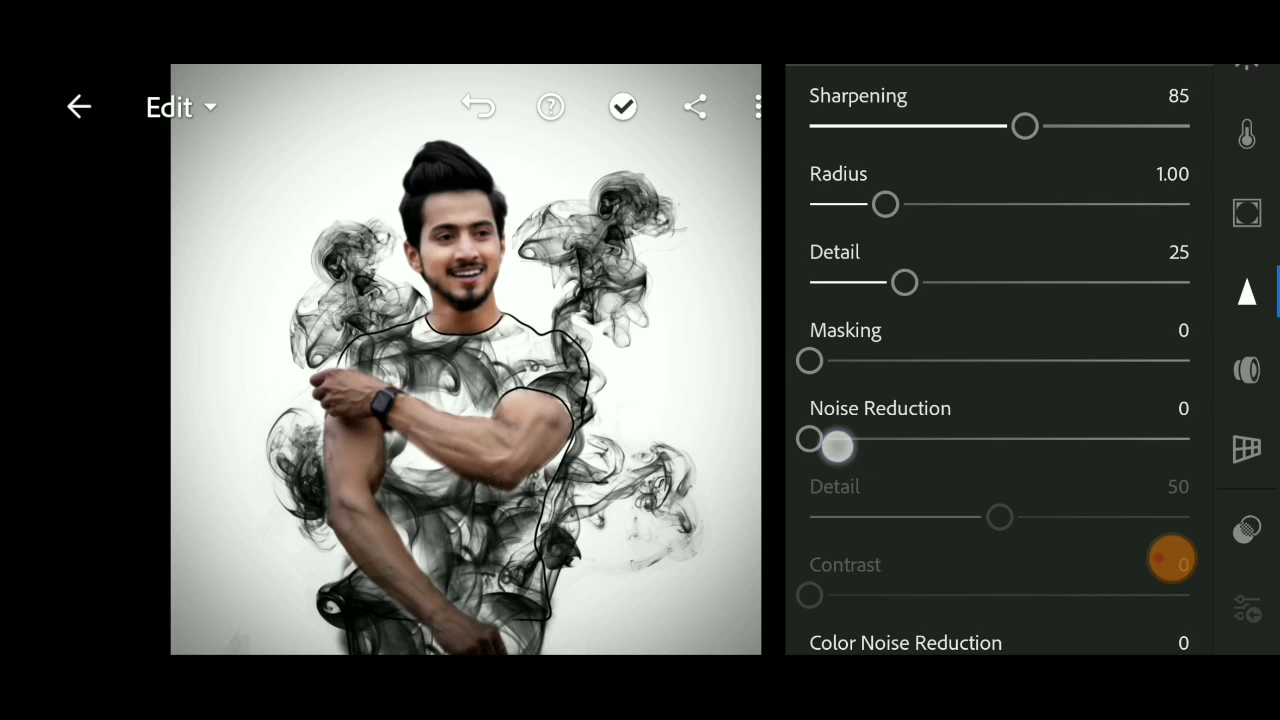 Edit
Sharpening 85
Radius 1.00
Detail 25
Masking 0
Noise Reduction 0
Detail 50
Contrast 0
Color Noise Reduction 0